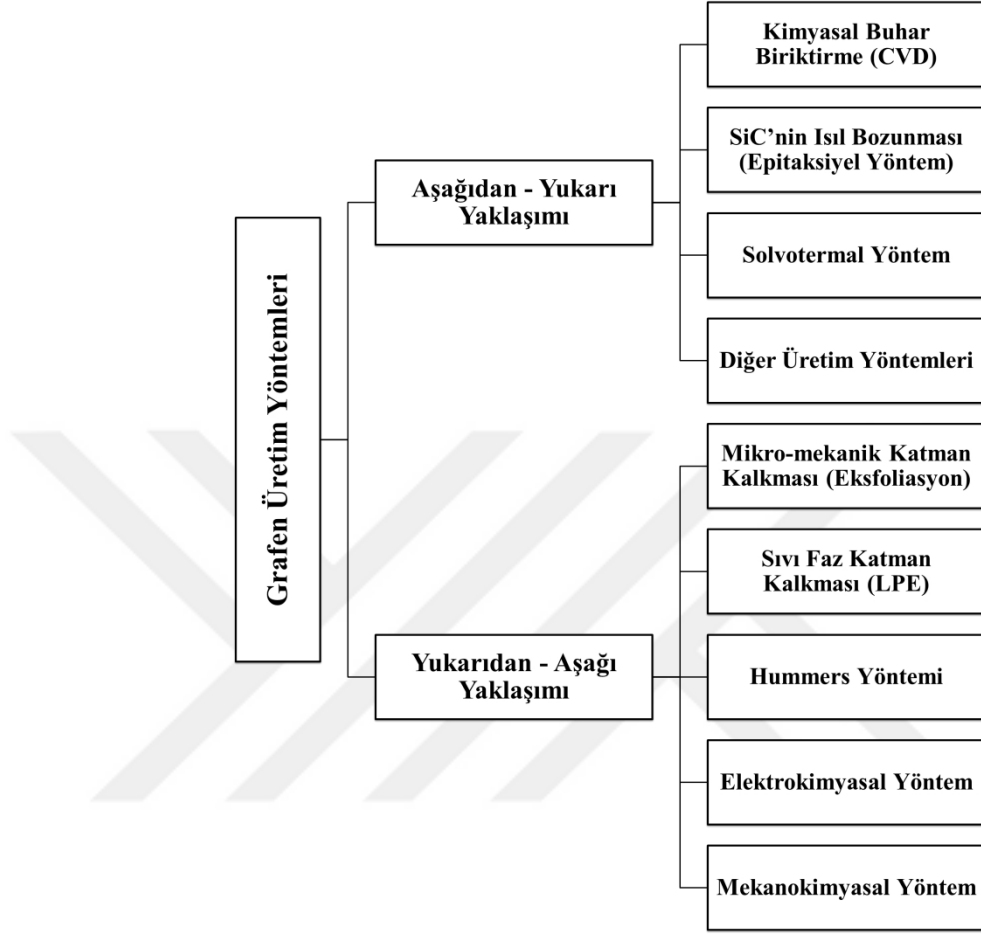 Grafen Üretim Yöntemleri
Aşağıdan - Yukarı
Yaklaşımı
Kimyasal Buhar
Biriktirme (CVD)
SiC’nin Isıl Bozunması
(Epitaksiyel Yöntem)
Solvotermal Yöntem
Diğer Üretim Yöntemleri
Yukarıdan - Aşağı
Yaklaşımı
Mikro-mekanik Katman
Kalkması (Eksfoliasyon)
Sıvı Faz Katman
Kalkması (LPE)
Hummers Yöntemi
Elektrokimyasal Yöntem
Mekanokimyasal Yöntem